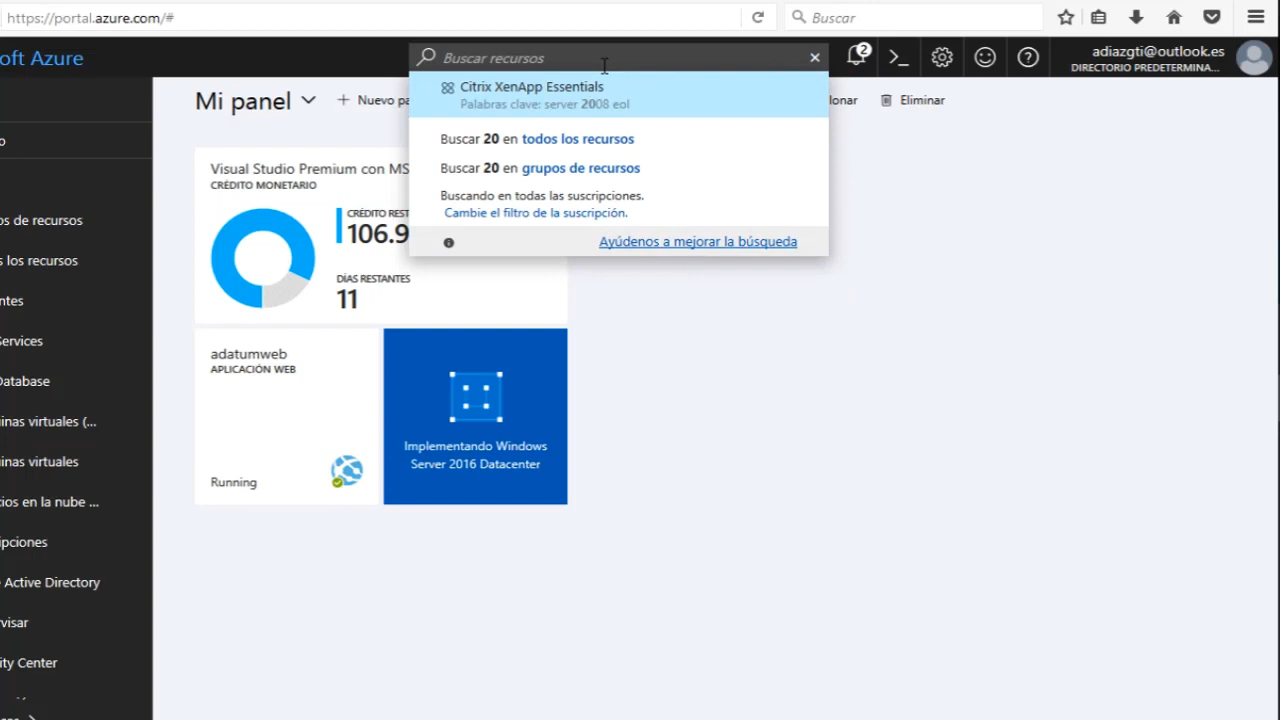 https://portal.azure.com/#
Buscar
oft Azure
Buscar recursos
2
adiazgti@outlook.es
DIRECTORIO PREDETERMINA...
Mi panel
Nuevo pa
onar
Eliminar
Citrix XenApp Essentials
Palabras clave: server 2008 eol
Buscar 20 en todos los recursos
Buscar 20 en grupos de recursos
Buscando en todas las suscripciones.
Cambie el filtro de la suscripción.
Ayúdenos a mejorar la búsqueda
o
os de recursos
s los recursos
ntes
Services
Database
inas virtuales (...
inas virtuales
cios en la nube ...
ipciones
Active Directory
visar
ity Center
Visual Studio Premium con MS
CRÉDITO MONETARIO
CRÉDITO REST
106.9
DÍAS RESTANTES
11
adatumweb
APLICACIÓN WEB
Running
Implementando Windows
Server 2016 Datacenter